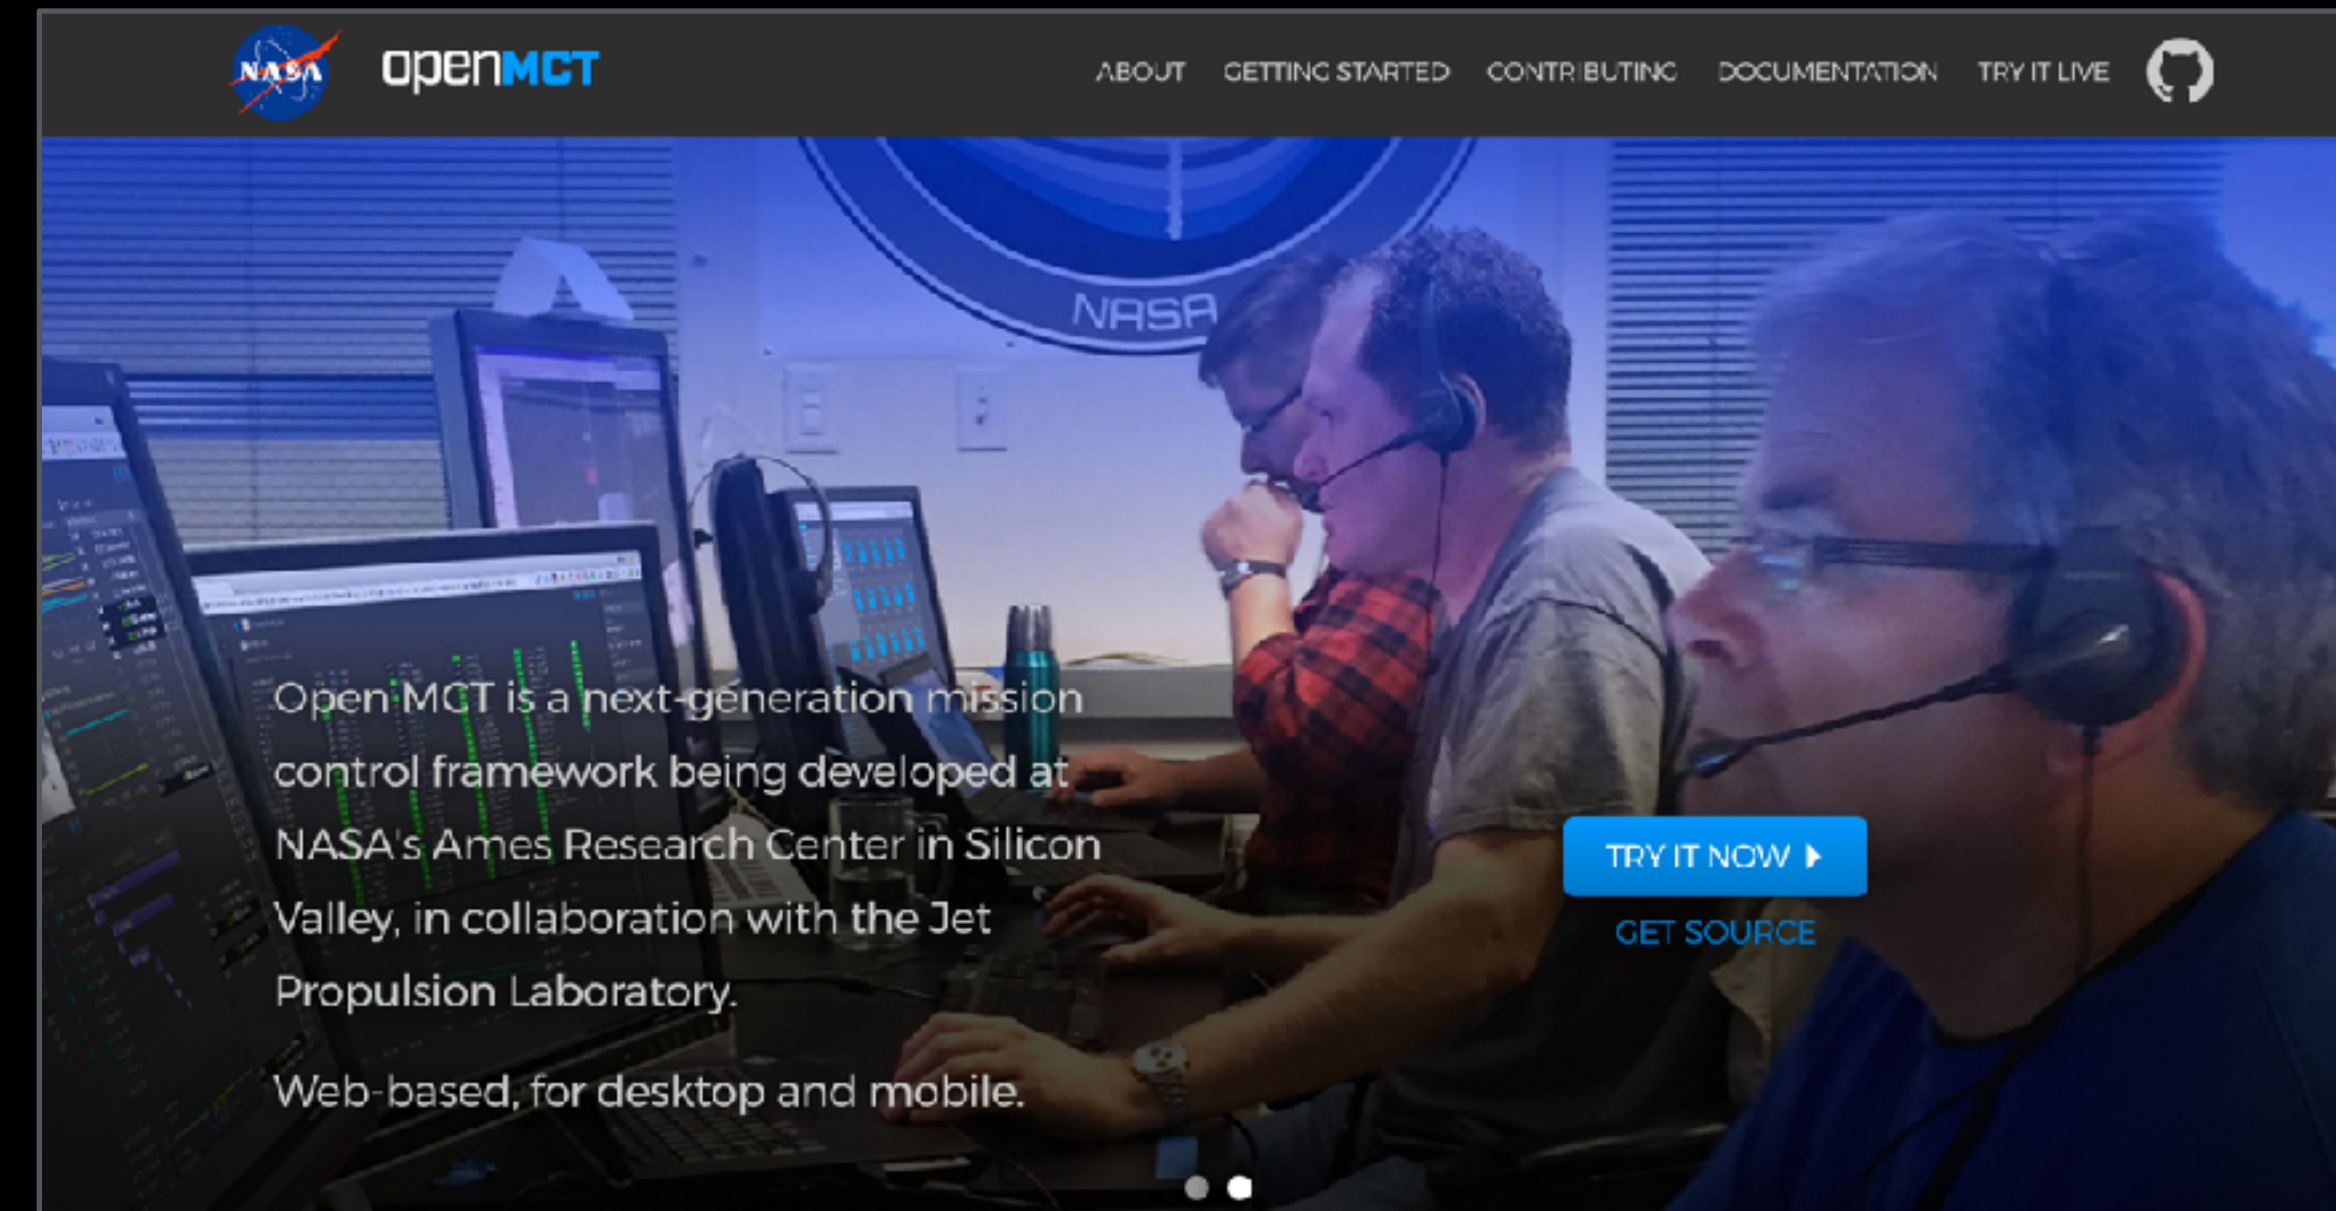 NASA
openMCT
ABOUT GETTING STARTED CONTRIBUTING DOCUMENTATION TRY IT LIVE
NASA
Open MCT is a next-generation mission
control framework being developed at
NASA's Ames Research Center in Silicon
Valley, in collaboration with the Jet
Propulsion Laboratory.
Web-based, for desktop and mobile.
TRY IT NOW
GET SOURCE